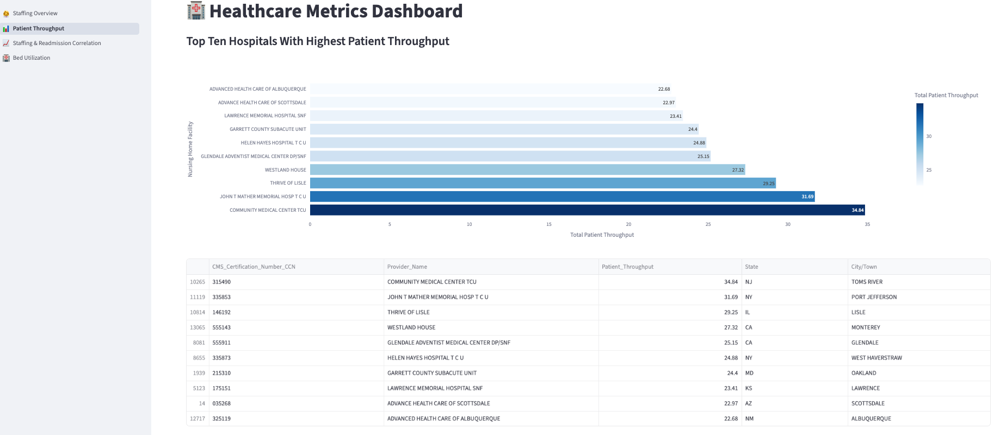 Staffing Overview
Patient Throughput
Staffing & Readmission Correlation
Bed Utilization
Healthcare Metrics Dashboard
Top Ten Hospitals With Highest Patient Throughput
Nursing Home Facility
ADVANCED HEALTH CARE OF ALBUQUERQUE 22.68
ADVANCE HEALTH CARE OF SCOTTSDALE 22.97
LAWRENCE MEMORIAL HOSPITAL SNF 23.41
GARRETT COUNTY SUBACUTE UNIT 24.4
HELEN HAYES HOSPITAL T C U 24.88
GLENDALE ADVENTIST MEDICAL CENTER DP/SNF 25.15
WESTLAND HOUSE 27.32
THRIVE OF LISLE 29.25
JOHN T MATHER MEMORIAL HOSP T C U 31.69
COMMUNITY MEDICAL CENTER TCU 34.84
0 5 10 15 20 25 30 35
Total Patient Throughput
Total Patient Throughput
30
25
CMS_Certification_Number_CCN Provider_Name Patient_Throughput State City/Town
10265 315490 COMMUNITY MEDICAL CENTER TCU 34.84 NJ TOMS RIVER
11119 335853 JOHN T MATHER MEMORIAL HOSP T C U 31.69 NY PORT JEFFERSON
10814 146192 THRIVE OF LISLE 29.25 IL LISLE
13065 555143 WESTLAND HOUSE 27.32 CA MONTEREY
8081 555911 GLENDALE ADVENTIST MEDICAL CENTER DP/SNF 25.15 CA GLENDALE
8655 335873 HELEN HAYES HOSPITAL T C U 24.88 NY WEST HAVERSTRAW
1939 215310 GARRETT COUNTY SUBACUTE UNIT 24.4 MD OAKLAND
5123 175151 LAWRENCE MEMORIAL HOSPITAL SNF 23.41 KS LAWRENCE
14 035268 ADVANCE HEALTH CARE OF SCOTTSDALE 22.97 AZ SCOTTSDALE
12717 325119 ADVANCED HEALTH CARE OF ALBUQUERQUE 22.68 NM ALBUQUERQUE